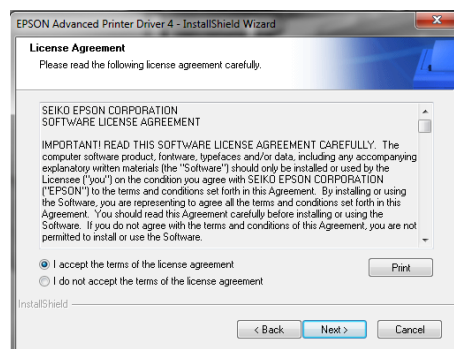 EPSON Advanced Printer Driver 4 - InstallShield Wizard
License Agreement
Please read the following license agreement carefully.
SEIKO EPSON CORPORATION
SOFTWARE LICENSE AGREEMENT
IMPORTANT! READ THIS SOFTWARE LICENSE AGREEMENT CAREFULLY. The
computer software product, fontware, typefaces and/or data, including any accompanying
explanatory written materials (the "Software") should only be installed or used by the
Licensee ("you") on the condition you agree with SEIKO EPSON CORPORATION
("EPSON") to the terms and conditions set forth in this Agreement. By installing or using
the Software, you are representing to agree all the terms and conditions set forth in this
Agreement. You should read this Agreement carefully before installing or using the
Software. If you do not agree with the terms and conditions of this Agreement, you are not
permitted to install or use the Software.
I accept the terms of the license agreement
Print
I do not accept the terms of the license agreement
InstallShield
< Back
Next >
Cancel